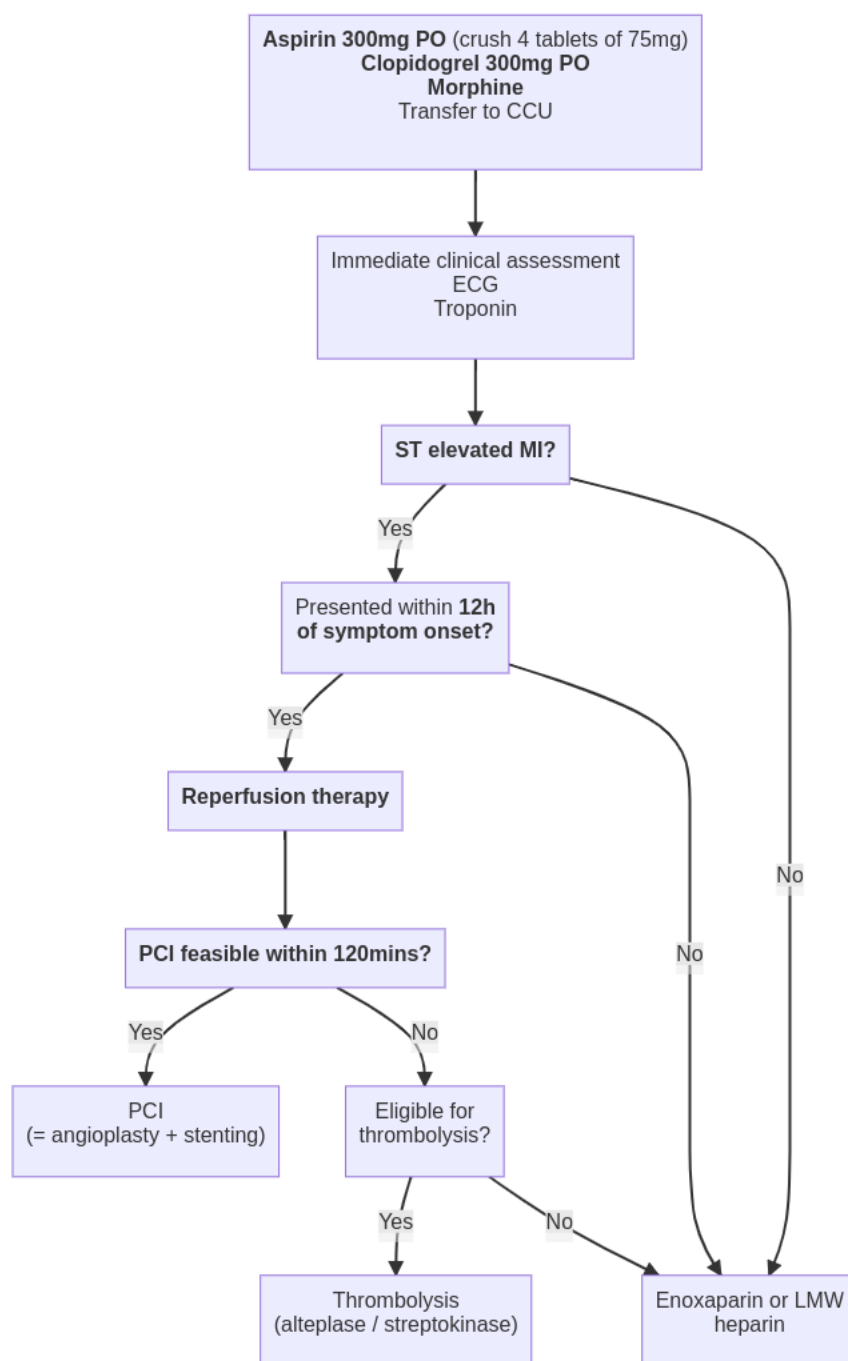 Aspirin 300mg PO (crush 4 tablets of 75mg)
Clopidogrel 300mg PO
Morphine
Transfer to CCU
Immediate clinical assessment
ECG
Troponin
ST elevated MI?
Yes
Presented within 12h
of symptom onset?
Yes
Reperfusion therapy
No
PCI feasible within 120mins?
No
Yes
No
PCI
(= angioplasty + stenting)
Eligible for
thrombolysis?
Yes
No
Thrombolysis
(alteplase / streptokinase)
Enoxaparin or LMW
heparin